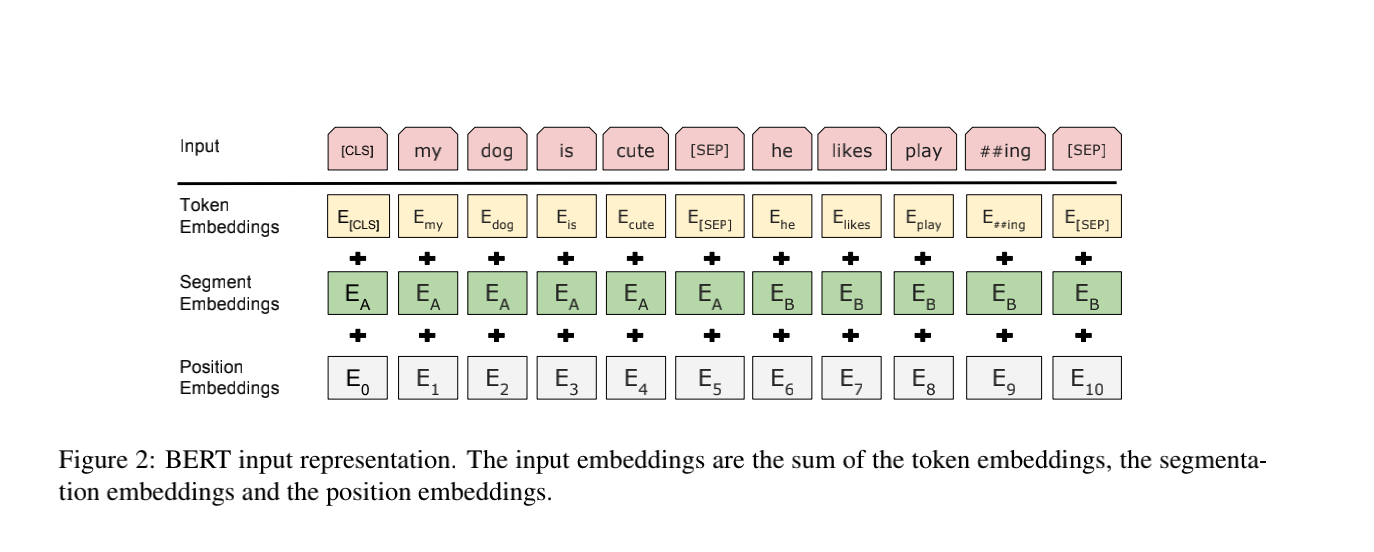 Input [CLS] my dog is cute [SEP] he likes play ##ing [SEP]
Token
Embeddings
E[CLS] Emy Edog Eis Ecute E[SEP] Ehe Elikes Eplay E##ing E[SEP]
+ + + + + + + + + + +
Segment
Embeddings
EA EA EA EA EA EA EB EB EB EB EB
+ + + + + + + + + + +
Position
Embeddings
E0 E1 E2 E3 E4 E5 E6 E7 E8 E9 E10
Figure 2: BERT input representation. The input embeddings are the sum of the token embeddings, the segmenta-
tion embeddings and the position embeddings.